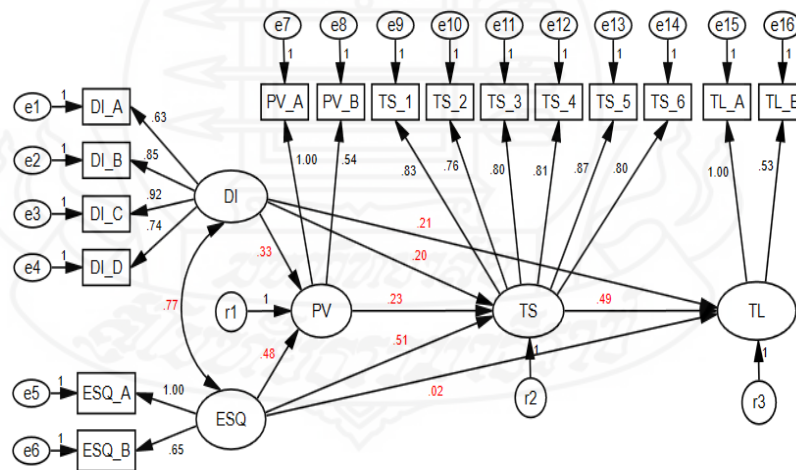 e7 e8 e9 e10 e11 e12 e13 e14 e15 e16
1 1 1 1 1 1 1 1 1 1
PV_A PV_B TS_1 TS_2 TS_3 TS_4 TS_5 TS_6 TL_A TL_B
e1 1 DI_A
.63
e2 1 DI_B
.85
e3 1 DI_C
.92
e4 1 DI_D
.74
1.00 .54 .83 .76 .80 .81 .87 .80 1.00 .53
DI
.33 .20 .21
.77
r1 1 PV .23 TS .49 TL
.48 .51 .02
1 1
r2 r3
e5 1 ESQ_A 1.00
ESQ
e6 1 ESQ_B .65